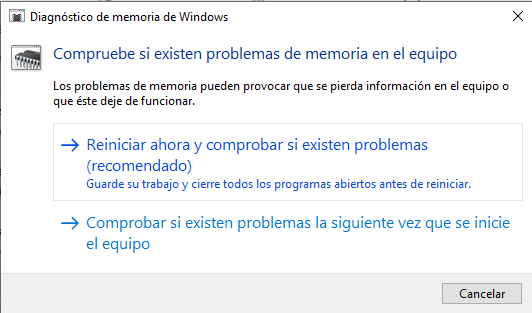 Diagnóstico de memoria de Windows
Compruebe si existen problemas de memoria en el equipo
Los problemas de memoria pueden provocar que se pierda información en el equipo o
que éste deje de funcionar.
Reiniciar ahora y comprobar si existen problemas
(recomendado)
Guarde su trabajo y cierre todos los programas abiertos antes de reiniciar.
Comprobar si existen problemas la siguiente vez que se inicie
el equipo
Cancelar